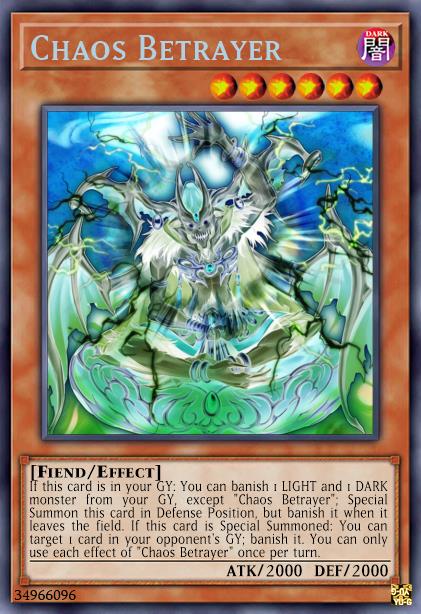 Chaos Betrayer
DARK
闇
[Fiend/Effect]
If this card is in your GY: You can banish 1 LIGHT and 1 DARK
monster from your GY, except "Chaos Betrayer"; Special
Summon this card in Defense Position, but banish it when it
leaves the field. If this card is Special Summoned: You can
target 1 card in your opponent's GY; banish it. You can only
use each effect of "Chaos Betrayer" once per turn.
ATK/2000 DEF/2000
34966096